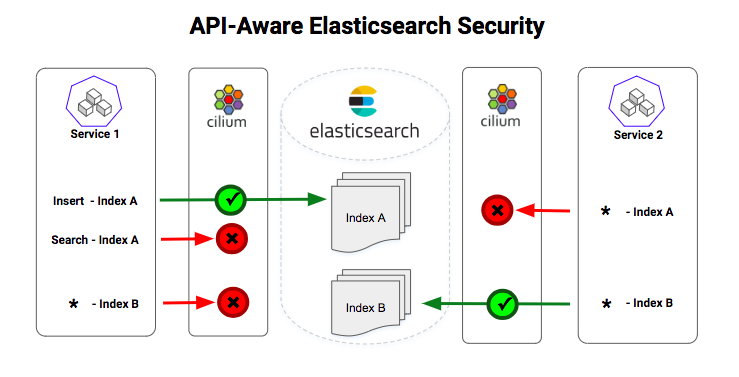 API-Aware Elasticsearch Security
Service 1
cilium
elasticsearch
cilium
Service 2
Insert - Index A
Search - Index A
* - Index B
Index A
Index B
* - Index A
* - Index B